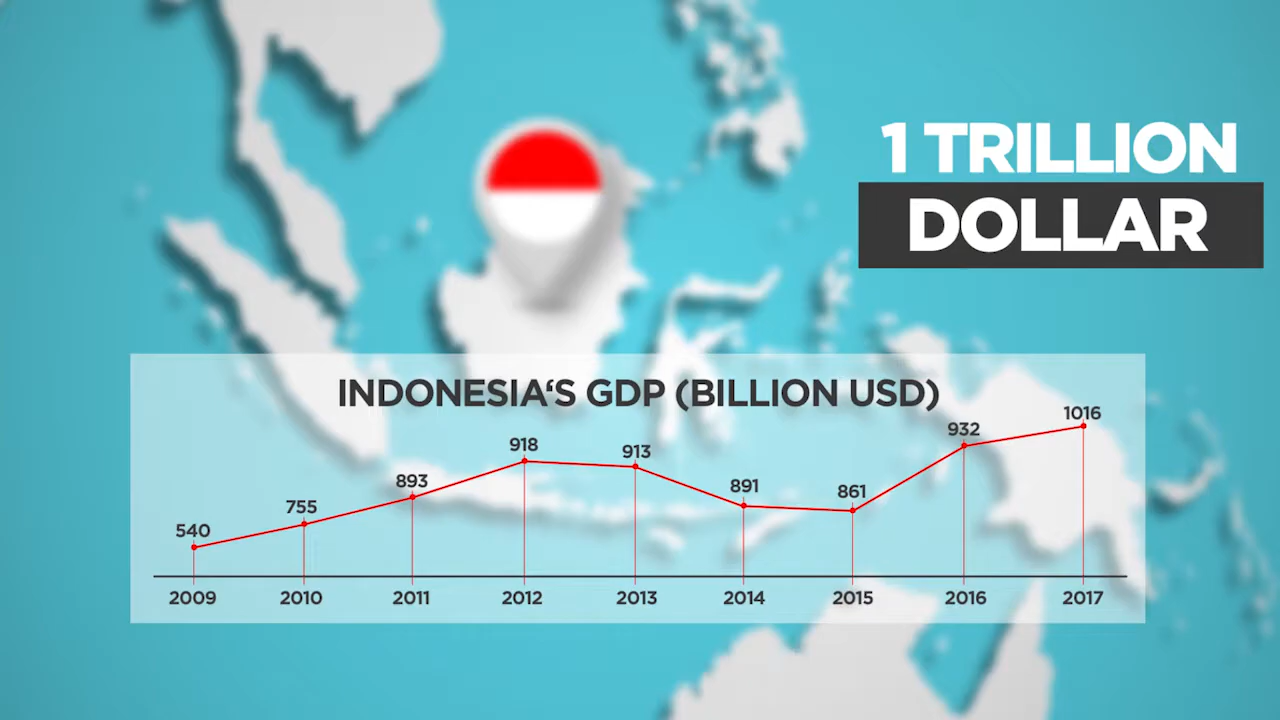 1 TRILLION
DOLLAR
INDONESIA‘S GDP (BILLION USD)
540 755 893 918 913 891 861 932 1016
2009 2010 2011 2012 2013 2014 2015 2016 2017